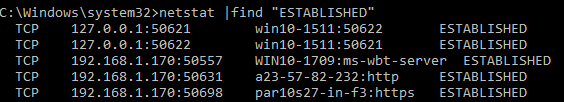 C:\Windows\system32>netstat |find "ESTABLISHED"
TCP 127.0.0.1:50621 win10-1511:50622 ESTABLISHED
TCP 127.0.0.1:50622 win10-1511:50621 ESTABLISHED
TCP 192.168.1.170:50557 WIN10-1709:ms-wbt-server ESTABLISHED
TCP 192.168.1.170:50631 a23-57-82-232:http ESTABLISHED
TCP 192.168.1.170:50698 par10s27-in-f3:https ESTABLISHED